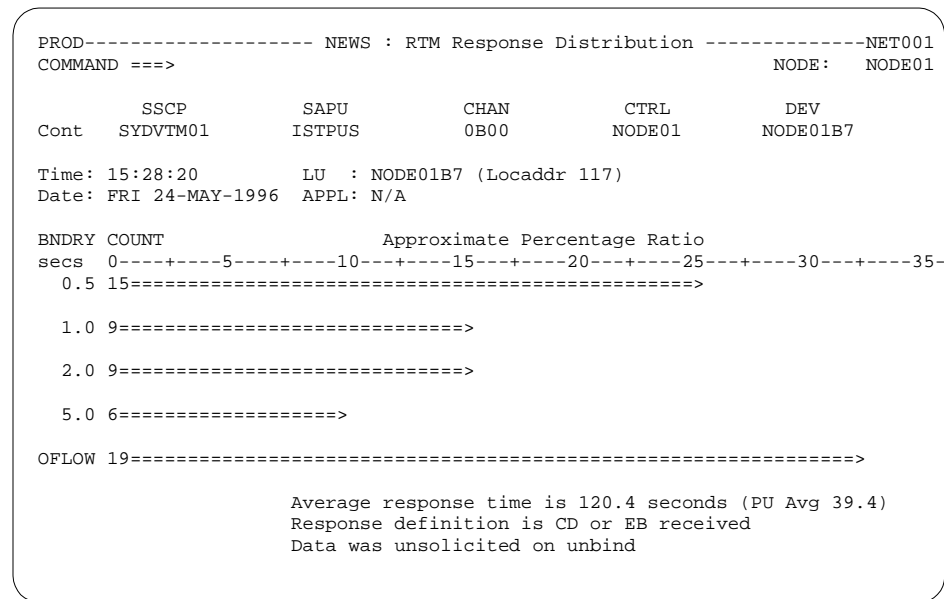 PROD-------------------- NEWS : RTM Response Distribution --------------NET001
COMMAND ===>                                                    NODE:   NODE01
         SSCP          SAPU          CHAN         CTRL         DEV
Cont   SYDVTM01       ISTPUS         0B00        NODE01      NODE01B7
Time: 15:28:20         LU  : NODE01B7 (Locaddr 117)
Date: FRI 24-MAY-1996  APPL: N/A
BNDRY COUNT                   Approximate Percentage Ratio
secs  0----+----5----+----10---+----15---+----20---+----25---+----30---+----35-
  0.5 15=================================================>
  1.0 9==============================>
  2.0 9==============================>
  5.0 6===================>
OFLOW 19===============================================================>
Average response time is 120.4 seconds (PU Avg 39.4)
Response definition is CD or EB received
Data was unsolicited on unbind